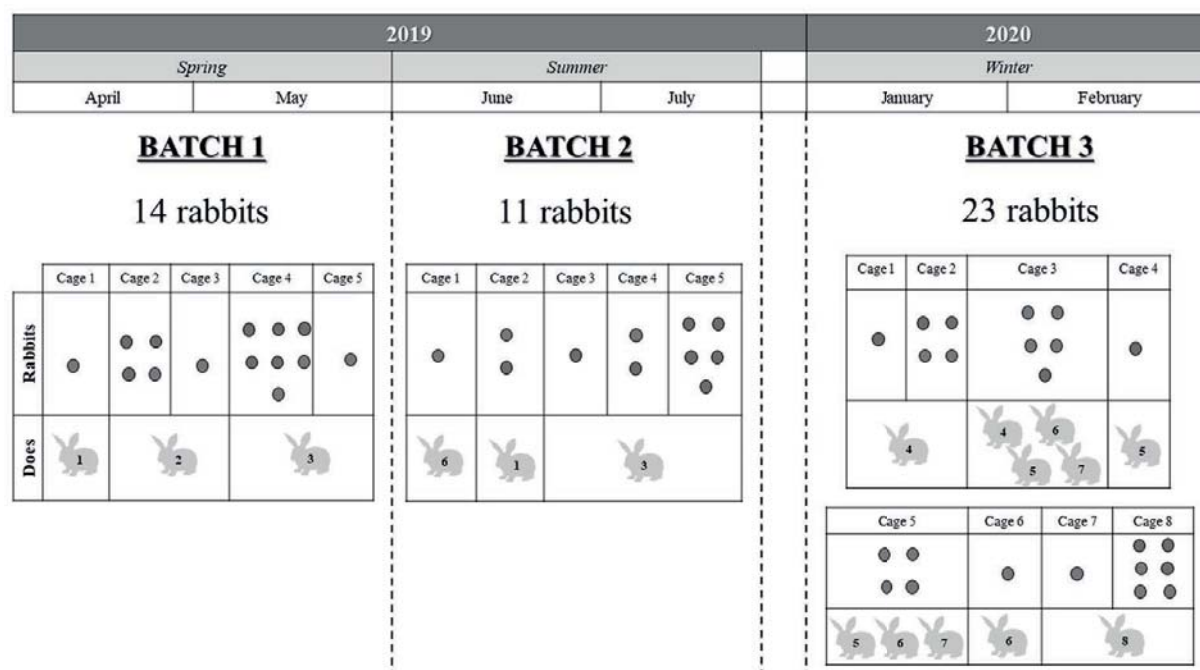 2019 2020
Spring Summer Winter
April May June July January February
BATCH 1 BATCH 2 BATCH 3
14 rabbits 11 rabbits 23 rabbits
Cage 1 Cage 2 Cage 3 Cage 4 Cage 5
Rabbits
Does
1 2 3
Cage 1 Cage 2 Cage 3 Cage 4 Cage 5
6 1 3
Cage 1 Cage 2 Cage 3 Cage 4
4 4 6 5 7 5
Cage 5 Cage 6 Cage 7 Cage 8
5 6 7 6 8